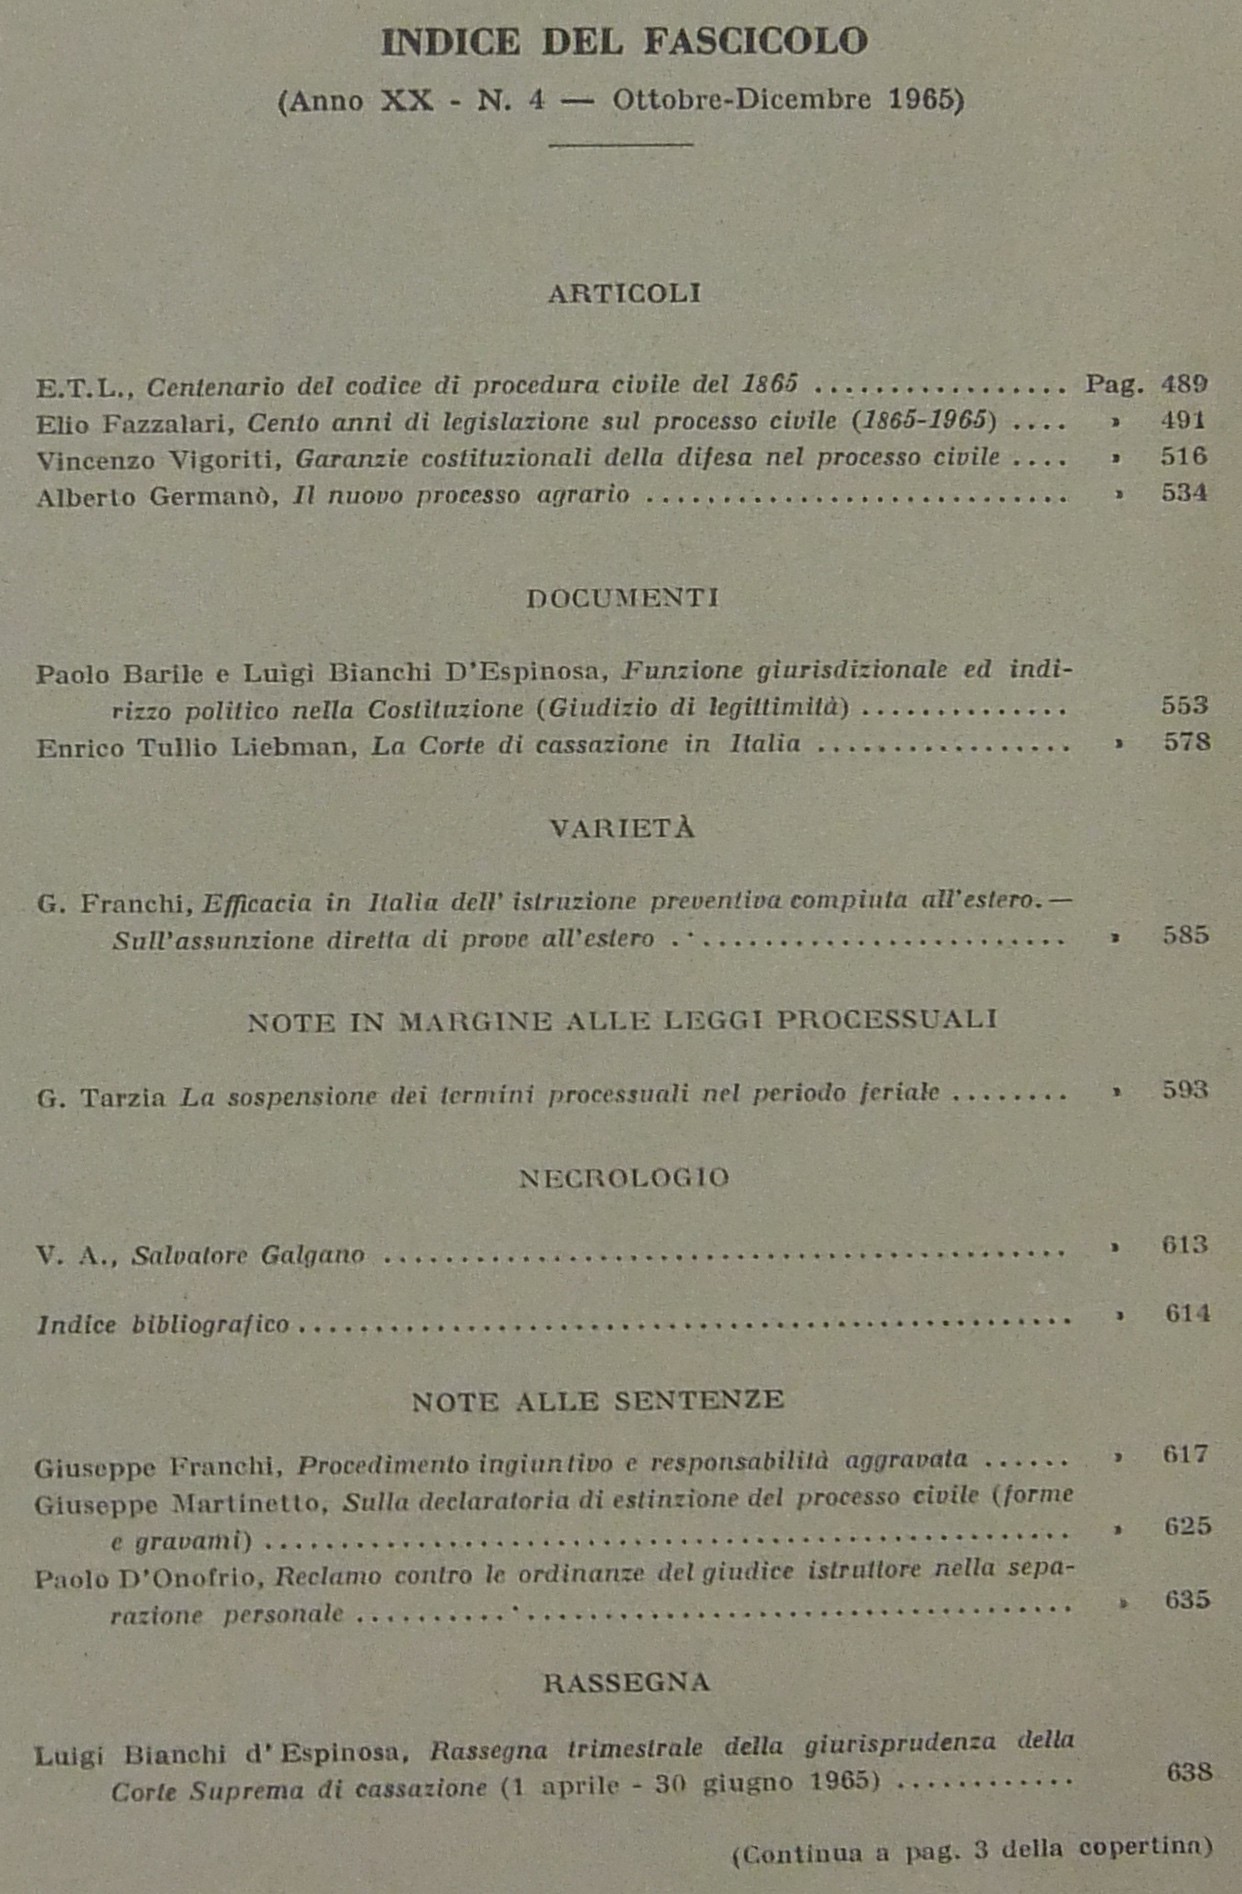 INDICE DEL FASCICOLO
(Anno XX - N. 4 — Ottobre-Dicembre 1965)
ARTICOLI
E.T.L., Centenario del codice di procedura civile del 1865 ................. Pag. 489
Elio Fazzalari, Cento anni di legislazione sul processo civile (1865-1965) .... » 491
Vincenzo Vigoriti, Garanzie costituzionali della difesa nel processo civile .... » 516
Alberto Germanò, Il nuovo processo agrario ............................ » 534
DOCUMENTI
Paolo Barile e Luigi Bianchi D'Espinosa, Funzione giurisdizionale ed indi-
rizzo politico nella Costituzione (Giudizio di legittimità) .............. 553
Enrico Tullio Liebman, La Corte di cassazione in Italia ................. » 578
VARIETÀ
G. Franchi, Efficacia in Italia dell' istruzione preventiva compiuta all'estero. —
Sull'assunzione diretta di prove all'estero .......................... » 585
NOTE IN MARGINE ALLE LEGGI PROCESSUALI
G. Tarzia La sospensione dei termini processuali nel periodo feriale ........ » 593
NECROLOGIO
V. A., Salvatore Galgano ............................................. » 613
Indice bibliografico ................................................... » 614
NOTE ALLE SENTENZE
Giuseppe Franchi, Procedimento ingiuntivo e responsabilità aggravata ...... » 617
Giuseppe Martinetto, Sulla declaratoria di estinzione del processo civile (forme
e gravami) ..................................................... » 625
Paolo D'Onofrio, Reclamo contro le ordinanze del giudice istruttore nella sepa-
razione personale ............................................... » 635
RASSEGNA
Luigi Bianchi d' Espinosa, Rassegna trimestrale della giurisprudenza della
Corte Suprema di cassazione (1 aprile - 30 giugno 1965) ............ 638
(Continua a pag. 3 della copertina)